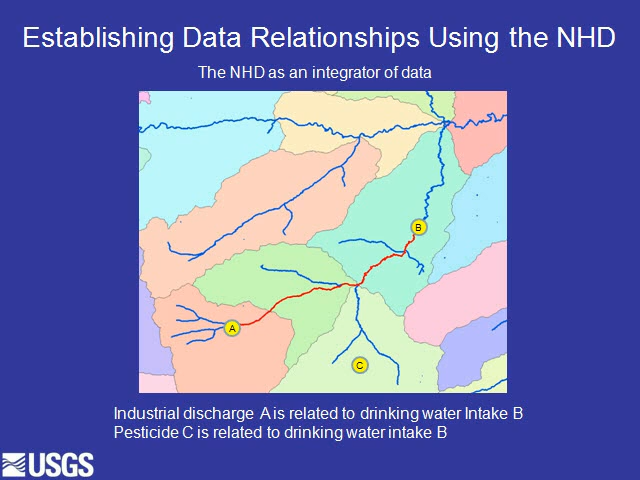 Establishing Data Relationships Using the NHD
The NHD as an integrator of data
B
A
C
Industrial discharge A is related to drinking water Intake B
Pesticide C is related to drinking water intake B
USGS